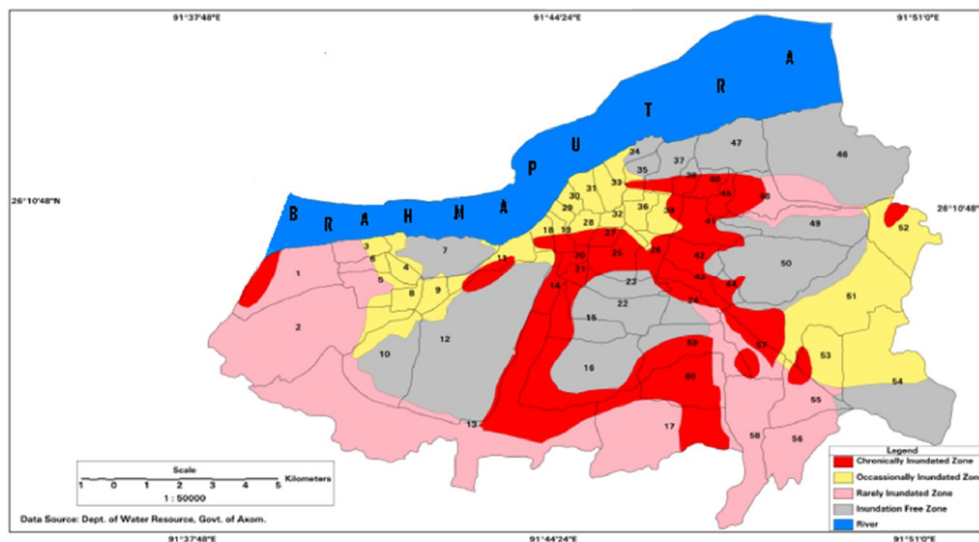 91°37'48"E 91°44'24"E 91°51'0"E
B R A H M A P U T R A
26°10'48"N
26°10'48"N
34 47 46
35 37
33 38 40
31 45 48
30 36 39
29 32 41 49 52
28
18 19 27
3 7 11 20 25 26 42 50
6 4 21 23
1 5 14 43 44
8 9 22 24 51
15
2 12 59 57 53
10 16
60 54
55
13 17
58 56
Scale
1 0 1 2 3 4 5 Kilometers
1 : 50000
Data Source: Dept. of Water Resource, Govt. of Axom.
Legend
Chronically Inundated Zone
Occassionally Inundated Zone
Rarely Inundated Zone
Inundation Free Zone
River
91°37'48"E 91°44'24"E 91°51'0"E